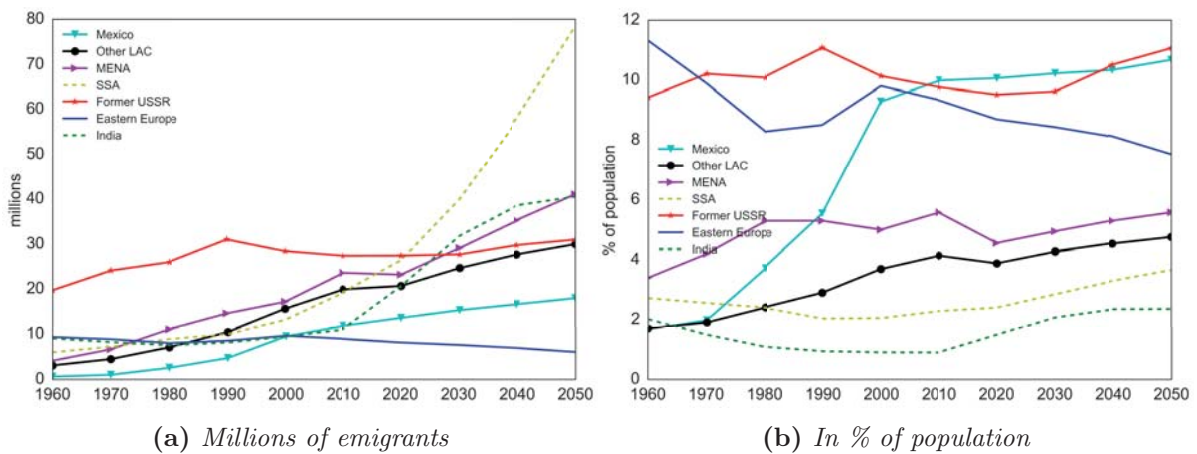 80
70
60
50
40
30
20
10
0
millions
Mexico
Other LAC
MENA
SSA
Former USSR
Eastern Europe
India
1960 1970 1980 1990 2000 2010 2020 2030 2040 2050
(a) Millions of emigrants
12
10
8
6
4
2
0
% of population
Mexico
Other LAC
MENA
SSA
Former USSR
Eastern Europe
India
1960 1970 1980 1990 2000 2010 2020 2030 2040 2050
(b) In % of population